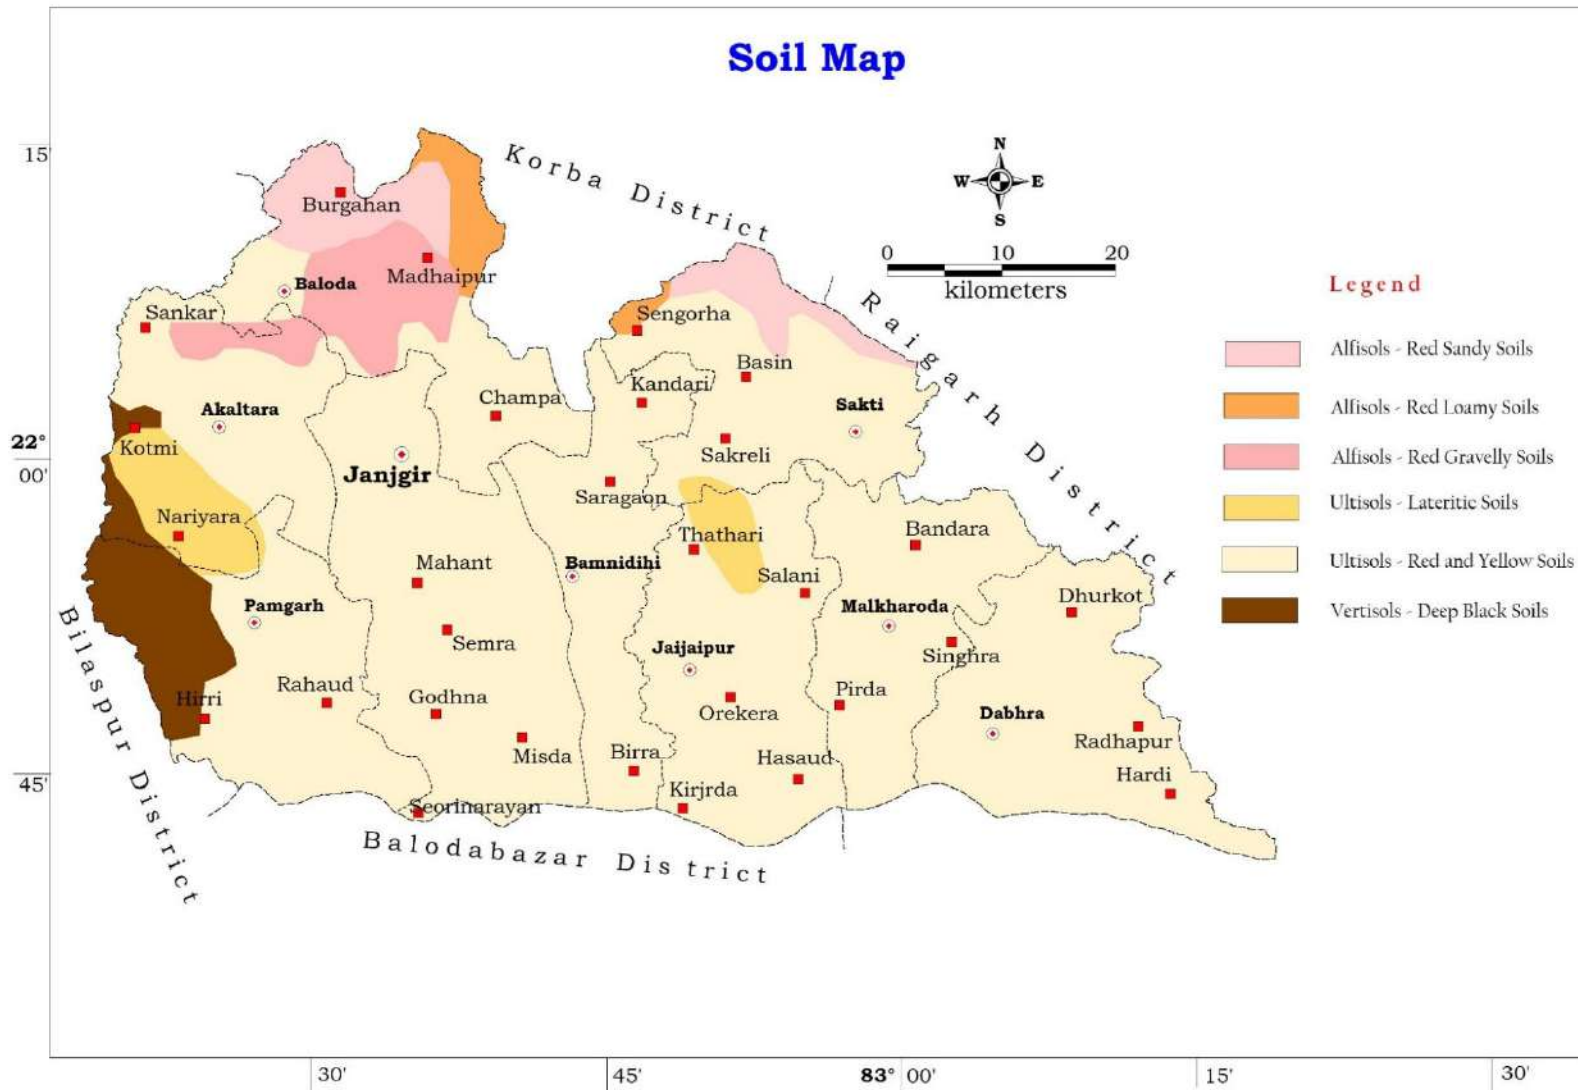 Soil Map
Korba District
N
W E
S
0 10 20
kilometers
Raigarh District
Legend
Alfisols - Red Sandy Soils
Alfisols - Red Loamy Soils
Alfisols - Red Gravelly Soils
Ultisols - Lateritic Soils
Ultisols - Red and Yellow Soils
Vertisols - Deep Black Soils
15'
22°
00'
45'
Burgahan
Madhaipur
Baloda
Sankar
Sengorha
Basin
Kandari
Champa
Sakti
Akaltara
Kotmi
Janjgir
Sakreli
Saragaon
Nariyara
Thathari
Bandara
Mahant
Bamnidihi
Salani
Dhurkot
Pamgarh
Malkharoda
Semra
Jaijaipur
Singhra
Rahaud
Hirri
Godhna
Orekera
Pirda
Dabhra
Misda
Birra
Hasaud
Radhapur
Hardi
Kirjrda
Seorinarayan
Bilaspur District
Balodabazar District
30'
45'
83° 00'
15'
30'